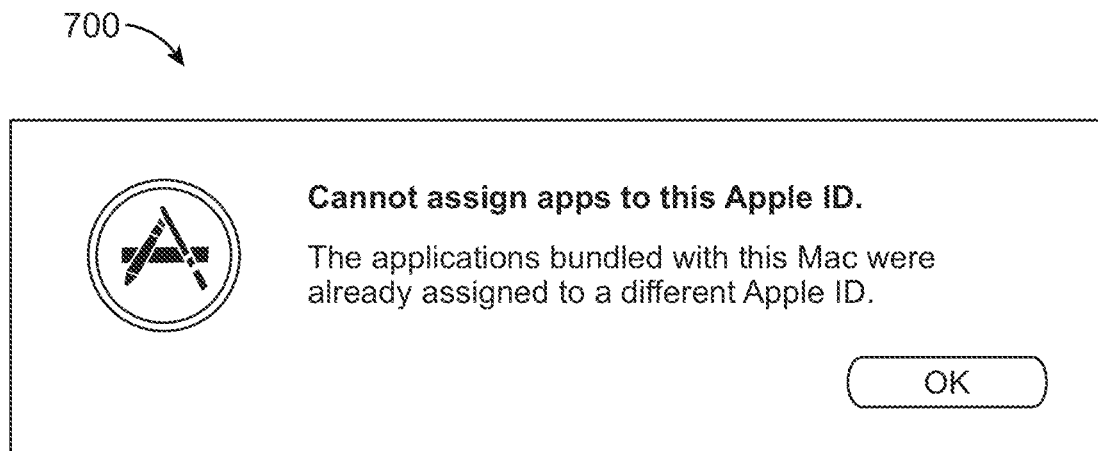 700
Cannot assign apps to this Apple ID.
The applications bundled with this Mac were
already assigned to a different Apple ID.
OK